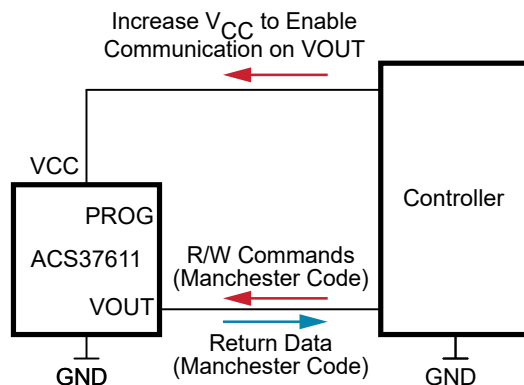 Increase VCC to Enable
Communication on VOUT
VCC
PROG
ACS37611
VOUT
GND
Controller
R/W Commands
(Manchester Code)
Return Data
(Manchester Code)
GND